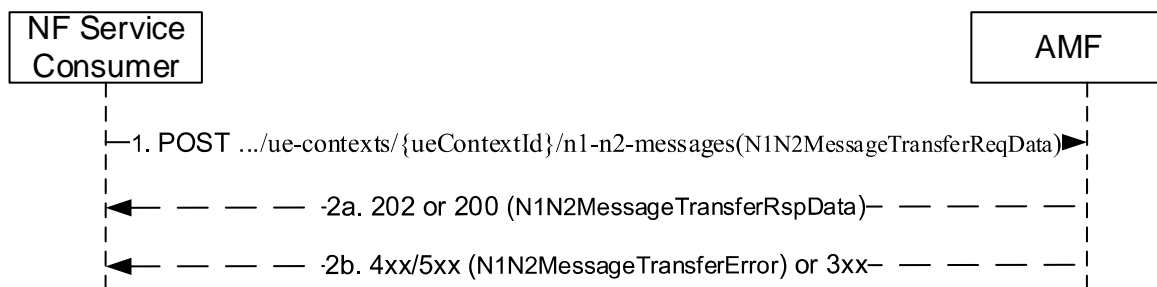 NF Service
Consumer
AMF
1. POST .../ue-contexts/{ueContextId}/n1-n2-messages(N1N2MessageTransferReqData)
2a. 202 or 200 (N1N2MessageTransferRspData)
2b. 4xx/5xx (N1N2MessageTransferError) or 3xx